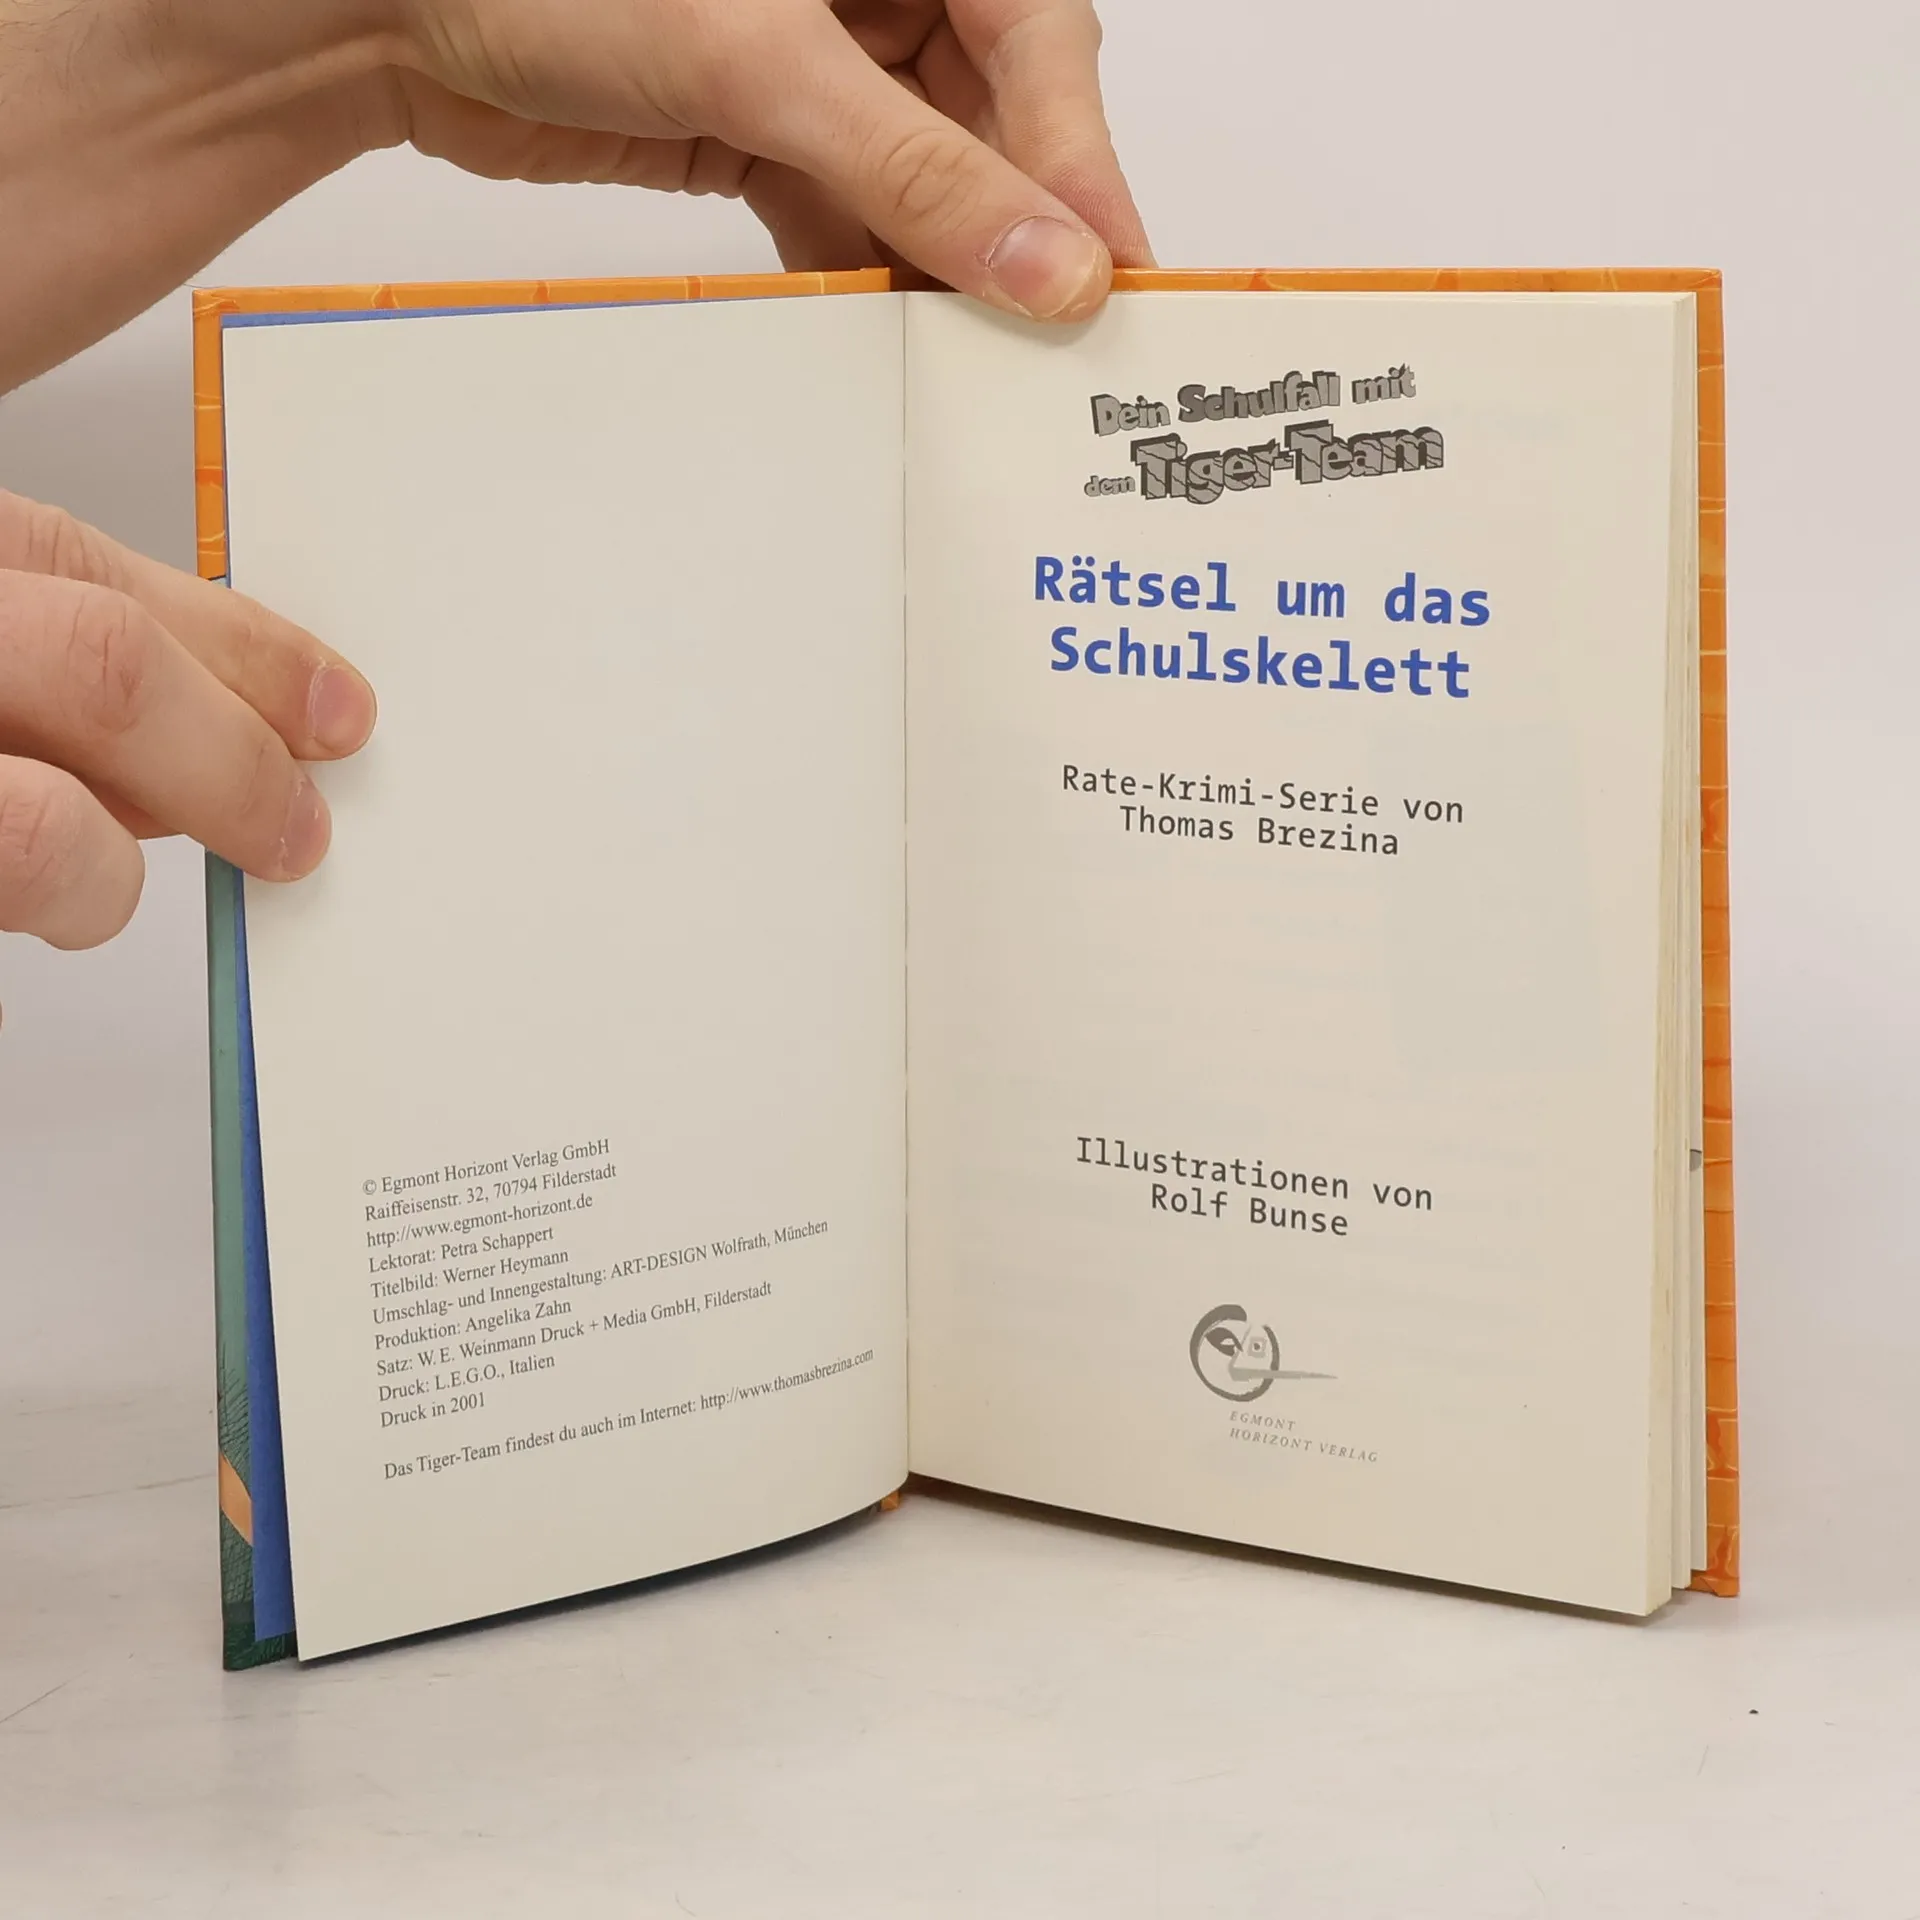 © Egmont Horizont Verlag GmbH
Raiffeisenstr. 32, 70794 Filderstadt
http://www.egmont-horizont.de
Lektorat: Petra Schappert
Titelbild: Werner Heymann
Umschlag- und Innengestaltung: ART-DESIGN Wolfrath, München
Produktion: Angelika Zahn
Satz: W. E. Weinmann Druck + Media GmbH, Filderstadt
Druck: L.E.G.O., Italien
Druck in 2001
Das Tiger-Team findest du auch im Internet: http://www.thomasbrezina.com
Dein Schulfall mit
dem Tiger-Team
Rätsel um das
Schulskelett
Rate-Krimi-Serie von
Thomas Brezina
Illustrationen von
Rolf Bunse
EGMONT
HORIZONT VERLAG